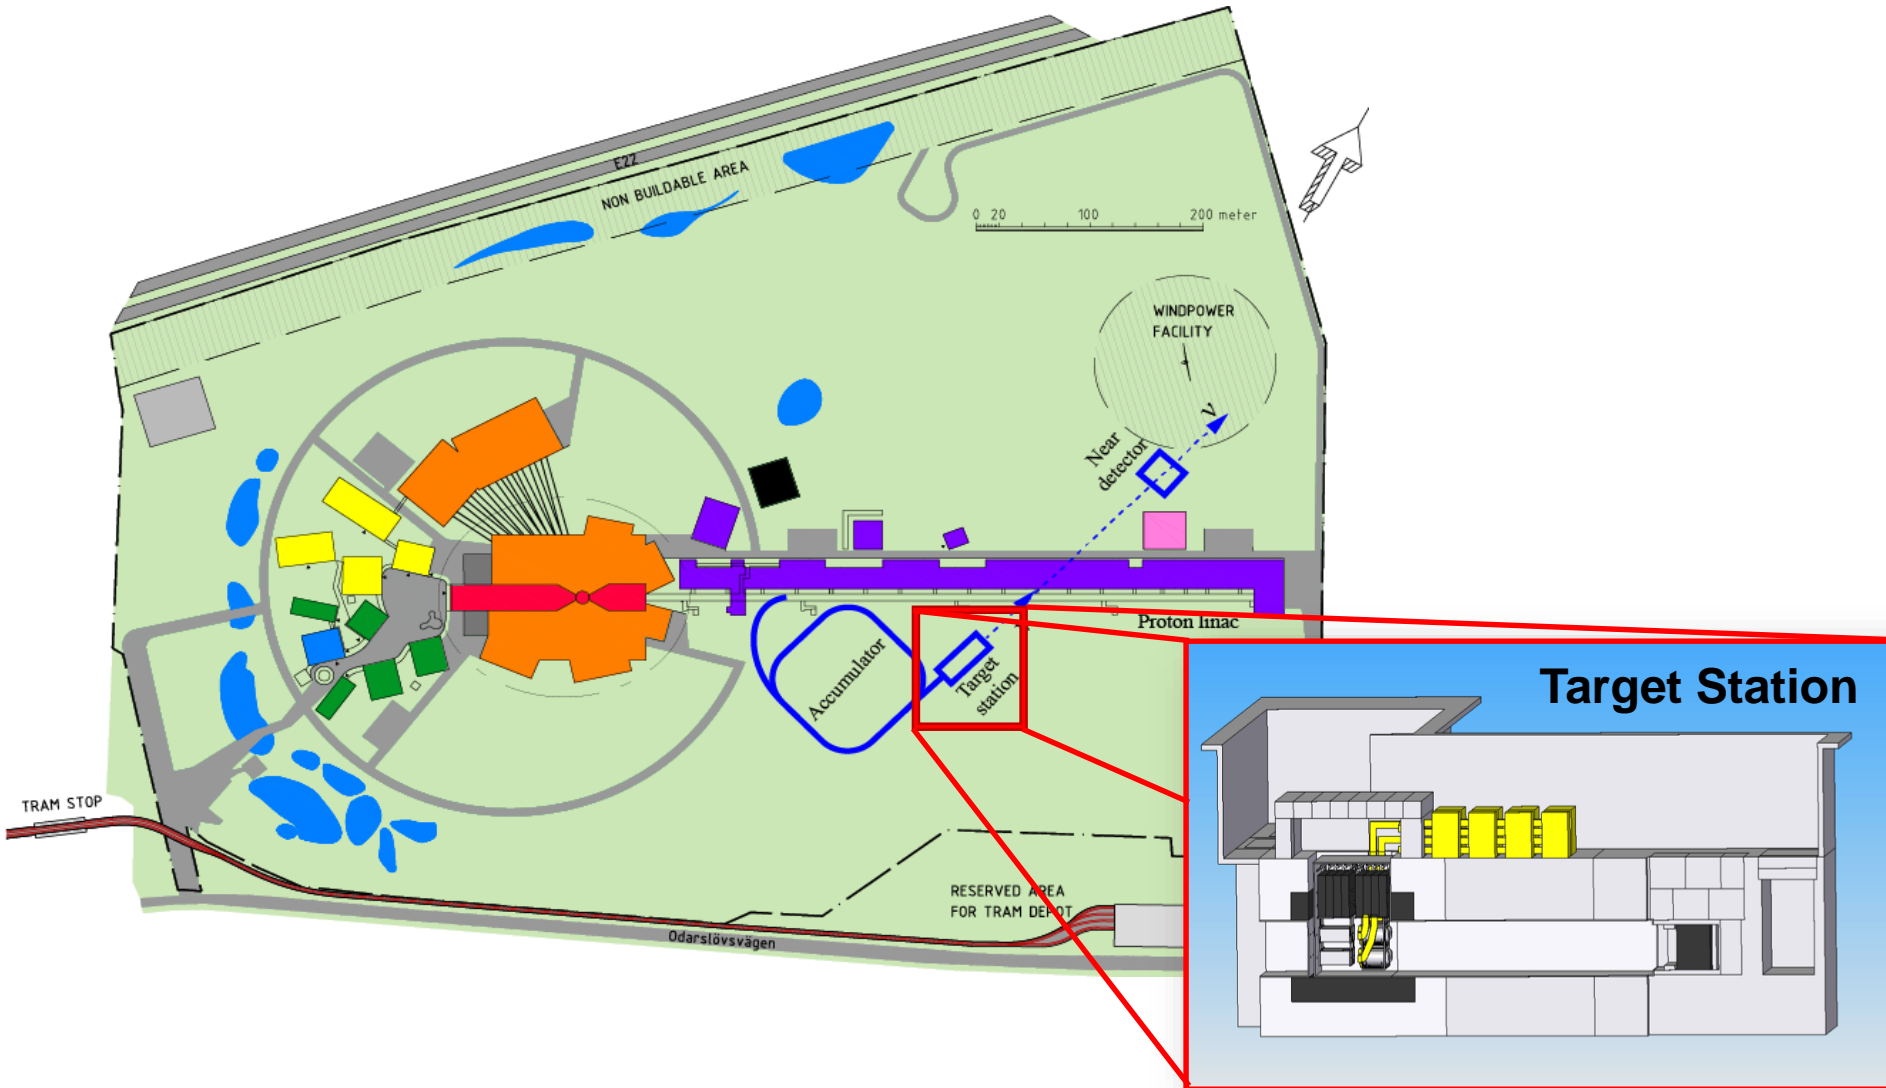 E22
NON BUILDABLE AREA
0 20 100 200 meter
WINDPOWER
FACILITY
ν
Near
detector
Proton linac
Accumulator
Target
station
Target Station
TRAM STOP
RESERVED AREA
FOR TRAM DEPOT
Odarslövsvägen